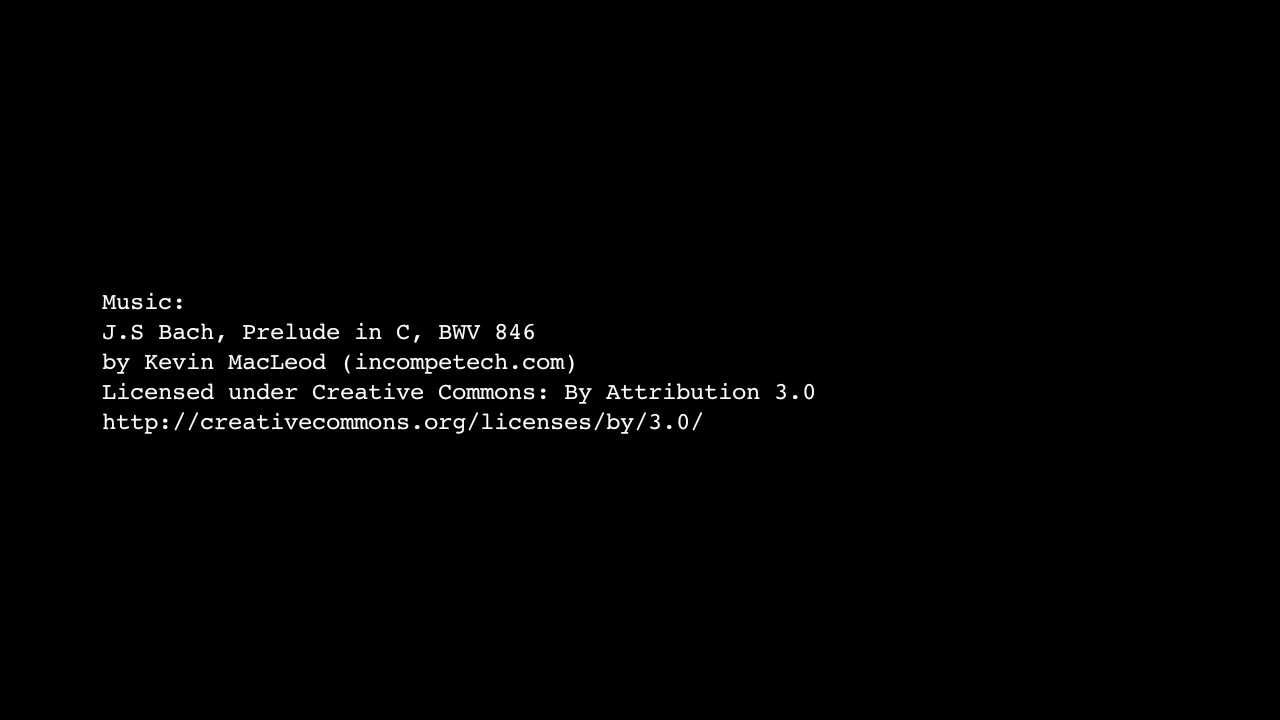 Music:
J.S Bach, Prelude in C, BWV 846
by Kevin MacLeod (incompetech.com)
Licensed under Creative Commons: By Attribution 3.0
http://creativecommons.org/licenses/by/3.0/